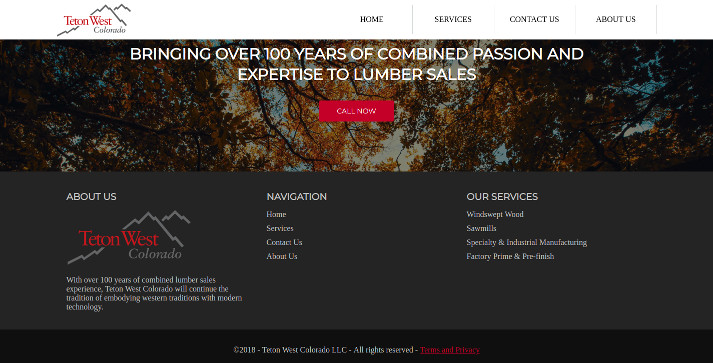 Teton West
Colorado
HOME
SERVICES
CONTACT US
ABOUT US
BRINGING OVER 100 YEARS OF COMBINED PASSION AND
EXPERTISE TO LUMBER SALES
CALL NOW
ABOUT US
Teton West
Colorado
With over 100 years of combined lumber sales
experience, Teton West Colorado will continue the
tradition of embodying western traditions with modern
technology.
NAVIGATION
Home
Services
Contact Us
About Us
OUR SERVICES
Windswept Wood
Sawmills
Specialty & Industrial Manufacturing
Factory Prime & Pre-finish
©2018 - Teton West Colorado LLC - All rights reserved - Terms and Privacy